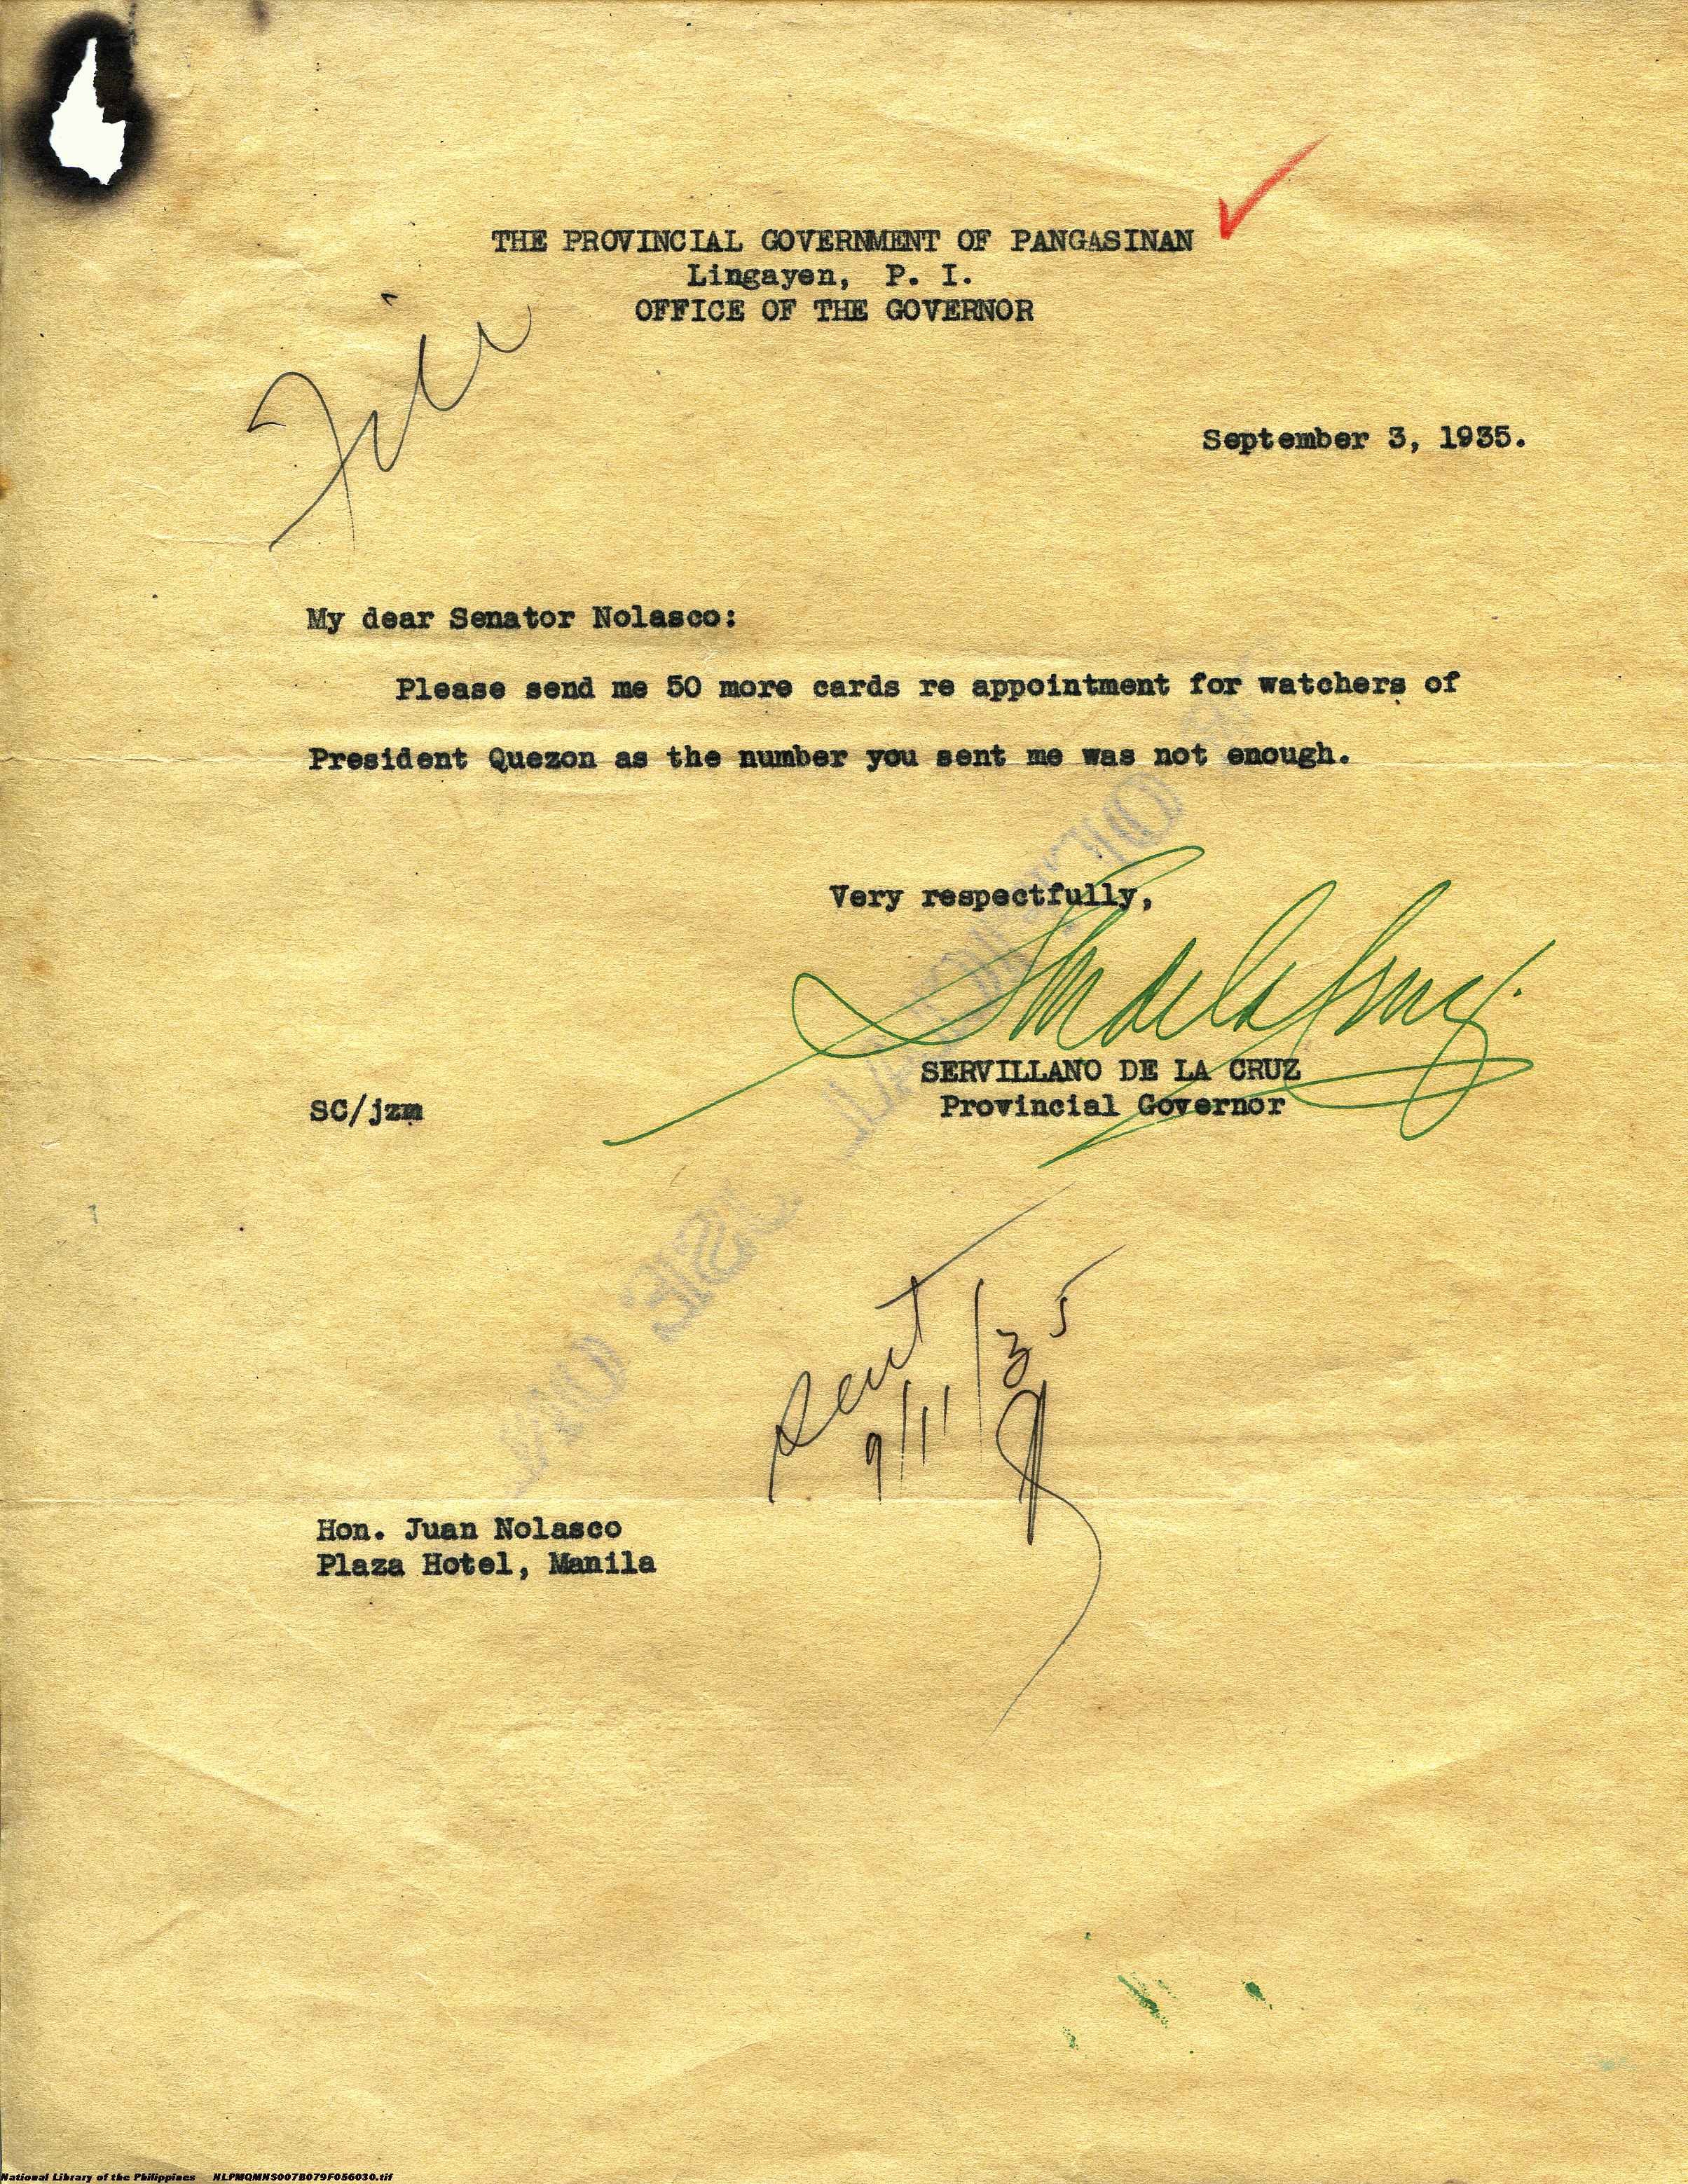 THE PROVINCIAL GOVERNMENT OF PANGASINAN
Lingayen, P. I.
OFFICE OF THE GOVERNOR
File
September 3, 1935.
My dear Senator Nolasco:
Please send me 50 more cards re appointment for watchers of
President Quezon as the number you sent me was not enough.
Very respectfully,
SERVILLANO DE LA CRUZ
SC/jzm
Provincial Governor
Sent
9/11/35
Hon. Juan Nolasco
Plaza Hotel, Manila
National Library of the Philippines NLPMQMNS007B079F056030.tif